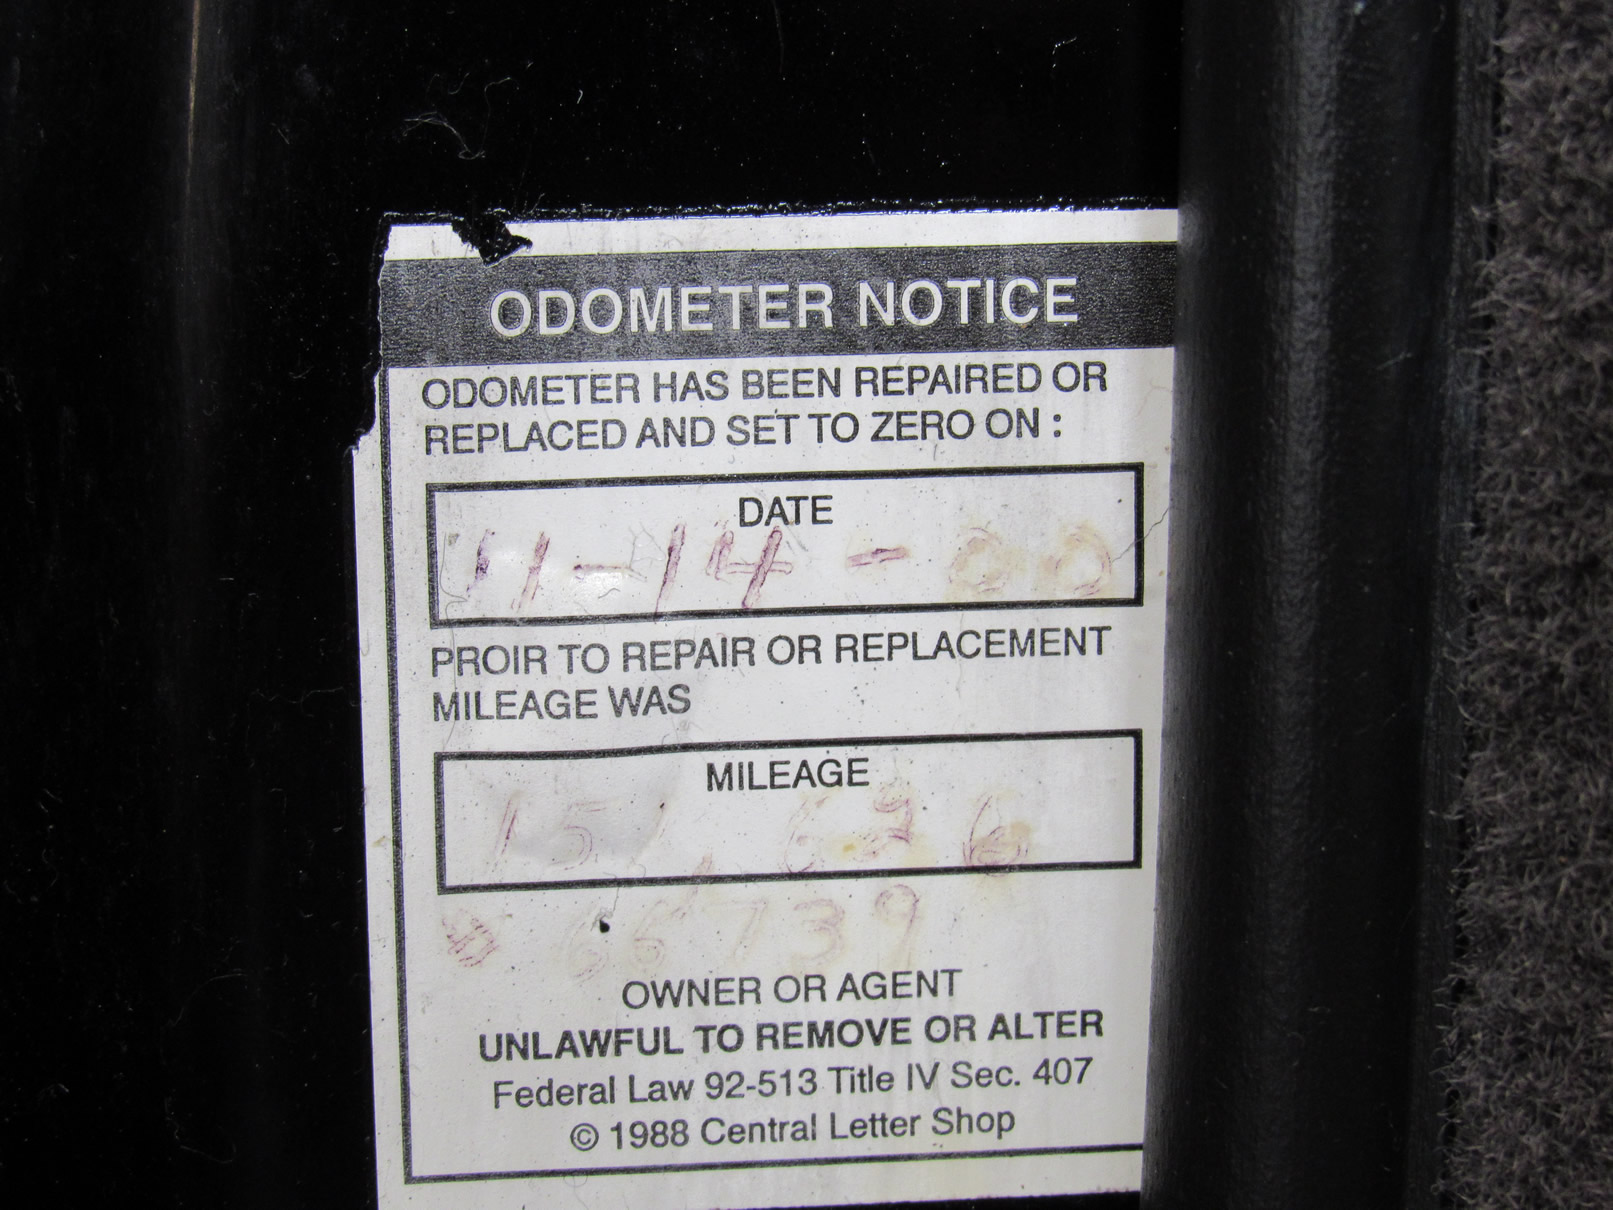 ODOMETER NOTICE
ODOMETER HAS BEEN REPAIRED OR
REPLACED AND SET TO ZERO ON :
DATE
11-14-00
PROIR TO REPAIR OR REPLACEMENT
MILEAGE WAS
MILEAGE
OWNER OR AGENT
UNLAWFUL TO REMOVE OR ALTER
Federal Law 92-513 Title IV Sec. 407
© 1988 Central Letter Shop